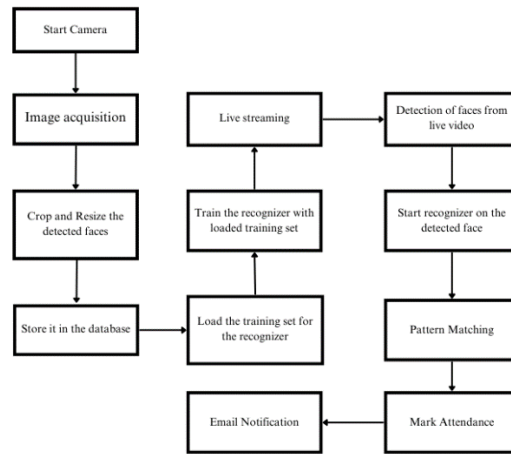 Start Camera
Image acquisition
Crop and Resize the
detected faces
Store it in the database
Load the training set for
the recognizer
Train the recognizer with
loaded training set
Live streaming
Detection of faces from
live video
Start recognizer on the
detected face
Pattern Matching
Mark Attendance
Email Notification